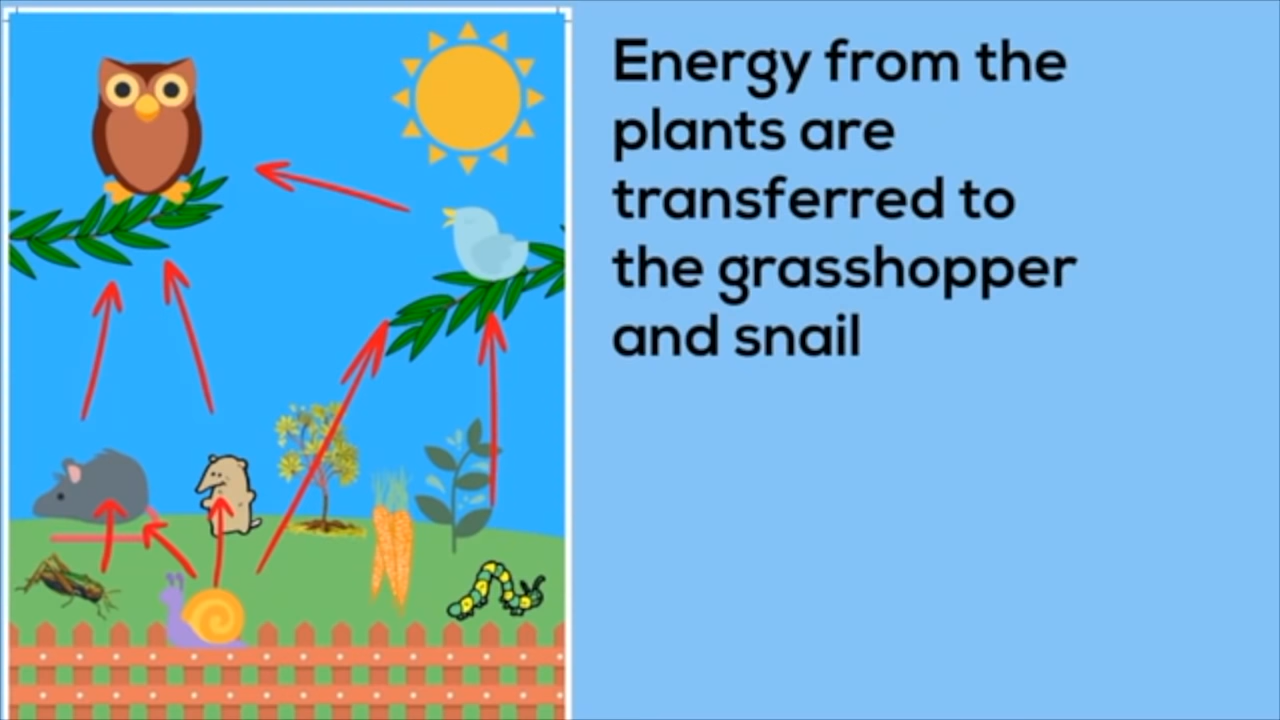 Energy from the
plants are
transferred to
the grasshopper
and snail